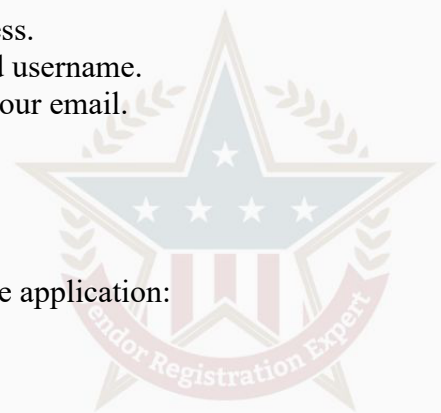 ess.
d username.
our email.
e application:
Vendor Registration Expert